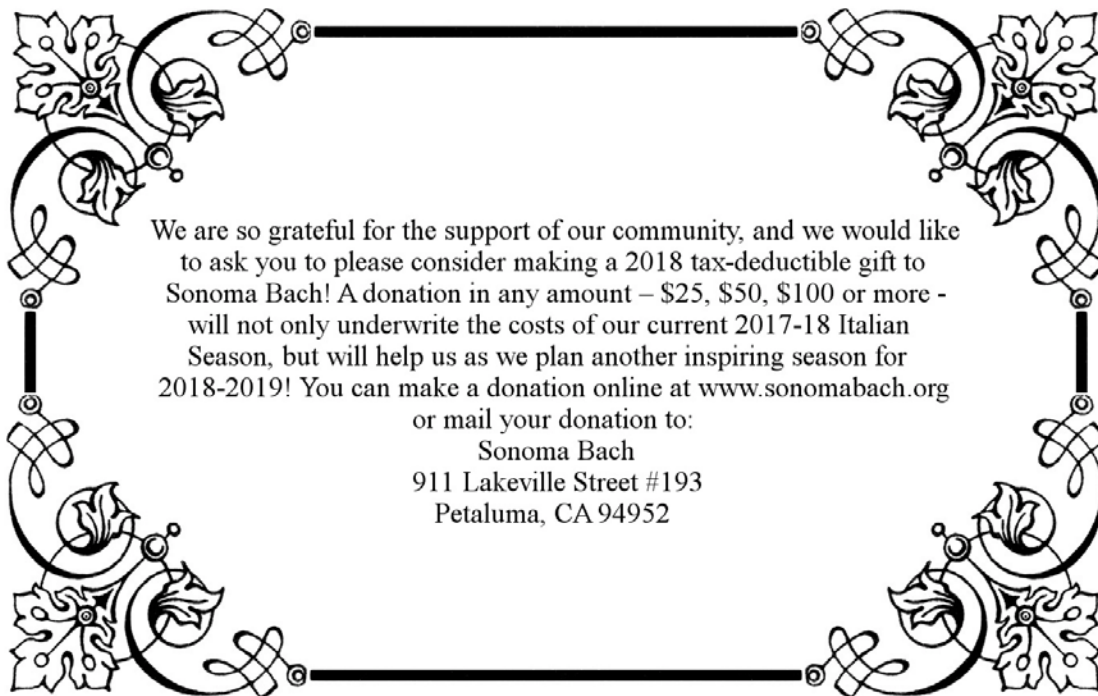 We are so grateful for the support of our community, and we would like
to ask you to please consider making a 2018 tax-deductible gift to
Sonoma Bach! A donation in any amount – $25, $50, $100 or more -
will not only underwrite the costs of our current 2017-18 Italian
Season, but will help us as we plan another inspiring season for
2018-2019! You can make a donation online at www.sonomabach.org
or mail your donation to:
Sonoma Bach
911 Lakeville Street #193
Petaluma, CA 94952